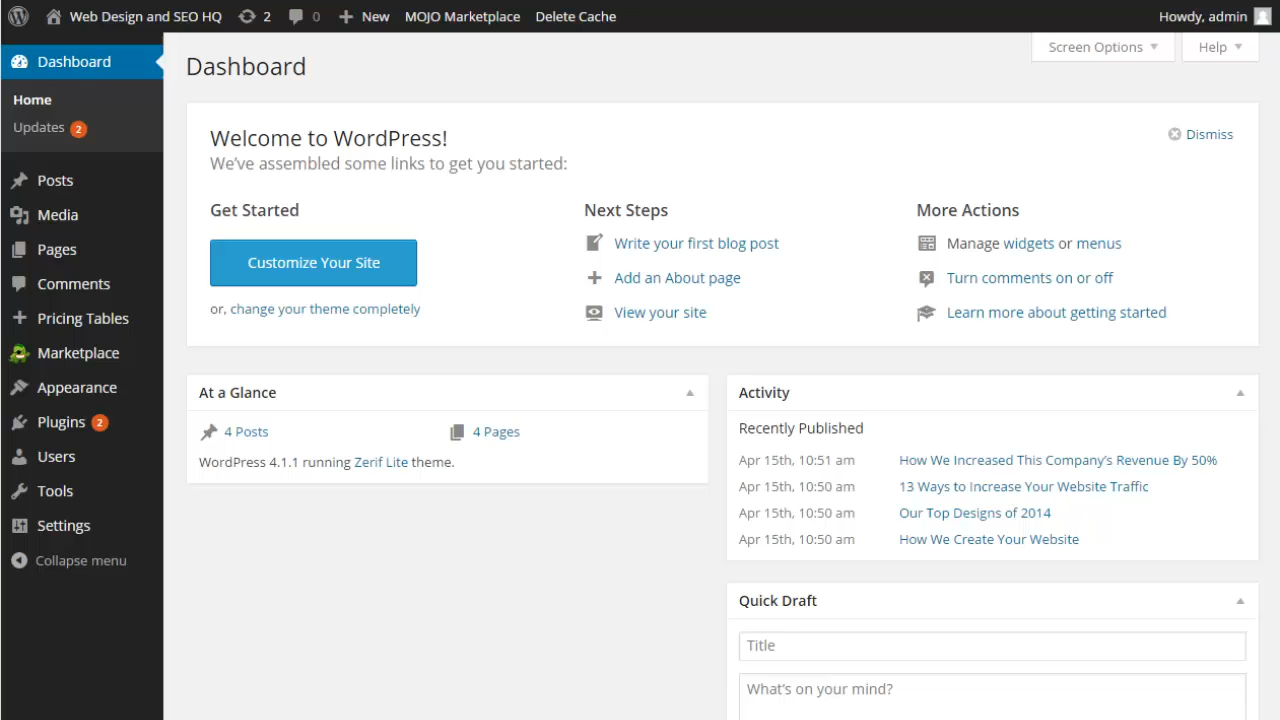 Web Design and SEO HQ 2 0 New MOJO Marketplace Delete Cache Howdy, admin
Screen Options Help
Dashboard
Home
Updates 2
Posts
Media
Pages
Comments
Pricing Tables
Marketplace
Appearance
Plugins 2
Users
Tools
Settings
Collapse menu
Dashboard
Welcome to WordPress!
Dismiss
We've assembled some links to get you started:
Get Started
Customize Your Site
or, change your theme completely
Next Steps
Write your first blog post
Add an About page
View your site
More Actions
Manage widgets or menus
Turn comments on or off
Learn more about getting started
At a Glance
4 Posts 4 Pages
WordPress 4.1.1 running Zerif Lite theme.
Activity
Recently Published
Apr 15th, 10:51 am How We Increased This Company's Revenue By 50%
Apr 15th, 10:50 am 13 Ways to Increase Your Website Traffic
Apr 15th, 10:50 am Our Top Designs of 2014
Apr 15th, 10:50 am How We Create Your Website
Quick Draft
Title
What's on your mind?